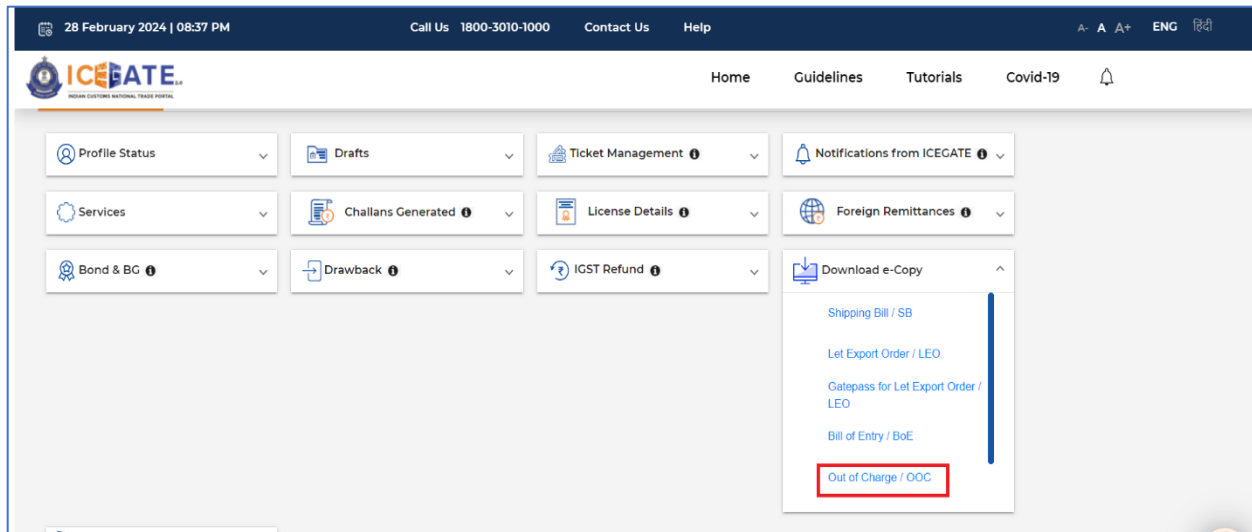 28 February 2024 | 08:37 PM Call Us 1800-3010-1000 Contact Us Help A- A A+ ENG हिंदी
ICEGATE
INDIAN CUSTOMS NATIONAL TRADE PORTAL
Home Guidelines Tutorials Covid-19
Profile Status Drafts Ticket Management Notifications from ICEGATE
Services Challans Generated License Details Foreign Remittances
Bond & BG Drawback IGST Refund Download e-Copy
Shipping Bill / SB
Let Export Order / LEO
Gatepass for Let Export Order /
LEO
Bill of Entry / BoE
Out of Charge / OOC